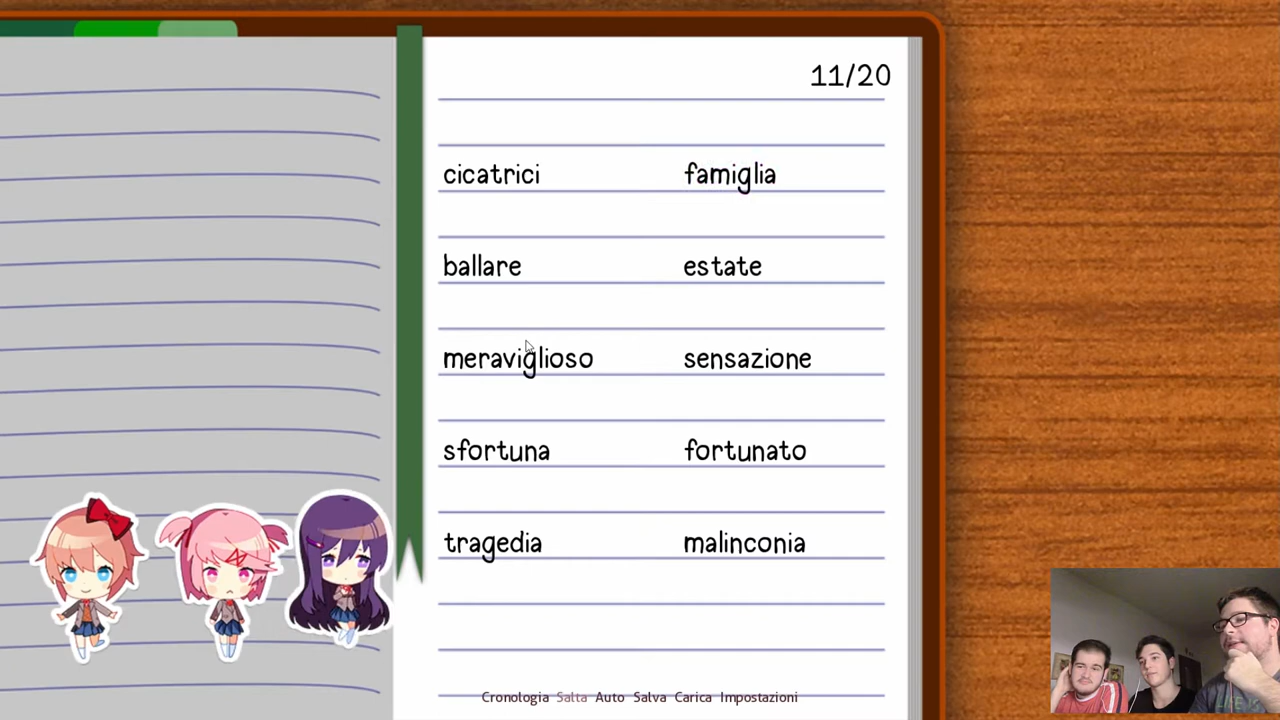 11/20
cicatrici famiglia
ballare estate
meraviglioso sensazione
sfortuna fortunato
tragedia malinconia
Cronologia Salta Auto Salva Carica Impostazioni